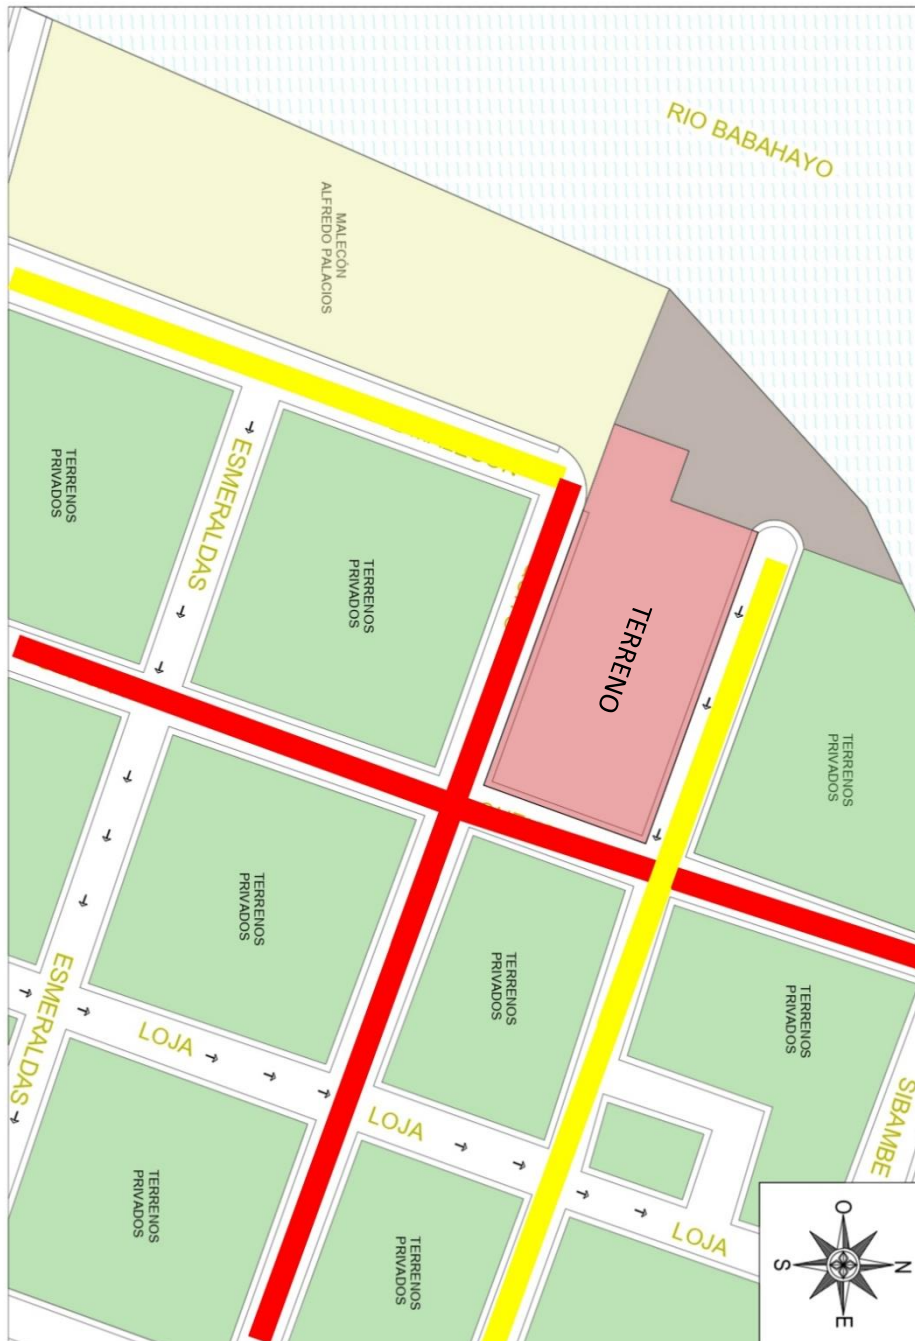 RIO BABAHAYO
MALECÓN
ALFREDO PALACIOS
TERRENOS
PRIVADOS
ESMERALDAS
TERRENOS
PRIVADOS
TERRENO
TERRENOS
PRIVADOS
TERRENOS
PRIVADOS
TERRENOS
PRIVADOS
TERRENOS
PRIVADOS
ESMERALDAS
LOJA
LOJA
LOJA
SIBAMBE
TERRENOS
PRIVADOS
TERRENOS
PRIVADOS
O
S
N
E